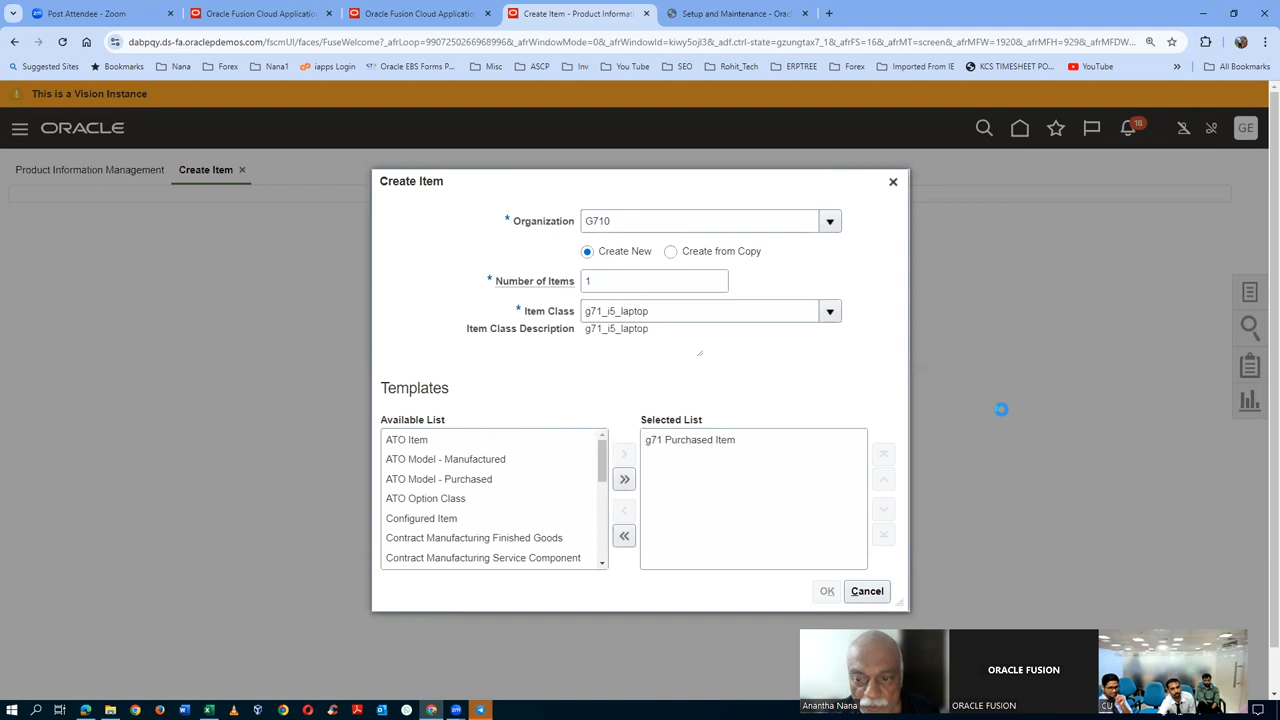 Post Attendee - Zoom
Oracle Fusion Cloud Application
Oracle Fusion Cloud Application
Create Item - Product Informati
Setup and Maintenance - Oracl
dabpqy.ds-fa.oraclepdemos.com/fscmUI/faces/FuseWelcome?_afrLoop=9907250266968996&_afrWindowMode=0&_afrWindowId=kiwy5ojl3&_adf.ctrl-state=gzungtax7_1&_afrFS=16&_afrMT=screen&_afrMFW=1920&_afrMFH=929&_afrMFDW...
Suggested Sites
Bookmarks
Nana
Forex
Nana1
iapps Login
Oracle EBS Forms P...
Misc
ASCP
Inv
You Tube
SEO
Rohit_Tech
ERPTREE
Forex
Imported From IE
KCS TIMESHEET PO...
YouTube
All Bookmarks
This is a Vision Instance
ORACLE
18
GE
Product Information Management
Create Item
Create Item
* Organization G710
Create New
Create from Copy
* Number of Items 1
* Item Class g71_i5_laptop
Item Class Description g71_i5_laptop
Templates
Available List
Selected List
ATO Item
ATO Model - Manufactured
ATO Model - Purchased
ATO Option Class
Configured Item
Contract Manufacturing Finished Goods
Contract Manufacturing Service Component
g71 Purchased Item
OK
Cancel
ORACLE FUSION
Anantha Nana
ORACLE FUSION
CU